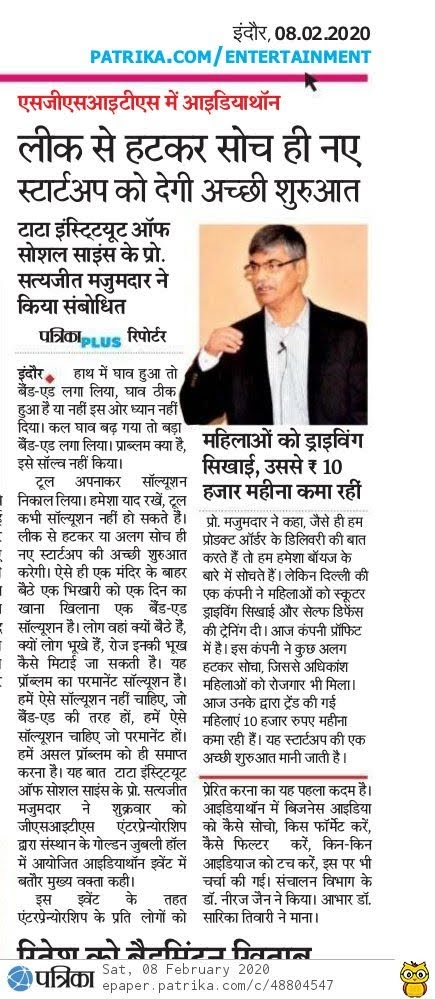 इंदौर, 08.02.2020
PATRIKA.COM/ENTERTAINMENT
एसजीएसआइटीएस में आइडियाथॉन
लीक से हटकर सोच ही नए
स्टार्टअप को देगी अच्छी शुरुआत
टाटा इंस्टि्टयूट ऑफ
सोशल साइंस के प्रो.
सत्यजीत मजुमदार ने
किया संबोधित
पत्रिका PLUS रिपोर्टर
इंदौर. हाथ में घाव हुआ तो
बैंड-एड लगा लिया, घाव ठीक
हुआ है या नहीं इस ओर ध्यान नहीं
दिया। कल घाव बढ़ गया तो बड़ा
बैंड-एड लगा लिया। प्राब्लम क्या है,
इसे सॉल्व नहीं किया।
टूल अपनाकर सॉल्यूशन
निकाल लिया। हमेशा याद रखें, टूल
कभी सॉल्यूशन नहीं हो सकते हैं।
लीक से हटकर या अलग सोच ही
नए स्टार्टअप की अच्छी शुरुआत
करेगी। ऐसे ही एक मंदिर के बाहर
बैठे एक भिखारी को एक दिन का
खाना खिलाना एक बैंड-एड
सॉल्यूशन है। लोग वहां क्यों बैठे हैं,
क्यों लोग भूखे हैं, रोज इनकी भूख
कैसे मिटाई जा सकती है। यह
प्रॉब्लम का परमानेंट सॉल्यूशन है।
हमें ऐसे सॉल्यूशन नहीं चाहिए, जो
बैंड-एड की तरह हों, हमें ऐसे
सॉल्यूशन चाहिए जो परमानेंट हों।
हमें असल प्रॉब्लम को ही समाप्त
करना है। यह बात टाटा इंस्टि्टयूट
ऑफ सोशल साइंस के प्रो. सत्यजीत
मजुमदार ने शुक्रवार को
जीएसआइटीएस एंटरप्रेन्योरशिप
द्वारा संस्थान के गोल्डन जुबली हॉल
में आयोजित आइडियाथॉन इवेंट में
बतौर मुख्य वक्ता कही।
इस इवेंट के तहत
एंटरप्रेन्योरशिप के प्रति लोगों को
महिलाओं को ड्राइविंग
सिखाई, उससे ₹ 10
हजार महीना कमा रहीं
प्रो. मजुमदार ने कहा, जैसे ही हम
प्रोडक्ट ऑर्डर के डिलिवरी की बात
करते हैं तो हम हमेशा बॉयज के
बारे में सोचते हैं। लेकिन दिल्ली की
एक कंपनी ने महिलाओं को स्कूटर
ड्राइविंग सिखाई और सेल्फ डिफेंस
की ट्रेनिंग दी। आज कंपनी प्रॉफिट
में है। इस कंपनी ने कुछ अलग
हटकर सोचा, जिससे अधिकांश
महिलाओं को रोजगार भी मिला।
आज उनके द्वारा ट्रेंड की गई
महिलाएं 10 हजार रुपए महीना
कमा रही हैं। यह स्टार्टअप की एक
अच्छी शुरुआत मानी जाती है।
प्रेरित करना का यह पहला कदम है।
आइडियाथॉन में बिजनेस आइडिया
को कैसे सोचो, किस फॉर्मेट करें,
कैसे फिल्टर करें, किन-किन
आइडियाज को टच करें, इस पर भी
चर्चा की गई। संचालन विभाग के
डॉ. नीरज जैन ने किया। आभार डॉ.
सारिका तिवारी ने माना।
पत्रिका
Sat, 08 February 2020
epaper.patrika.com/c/48804547